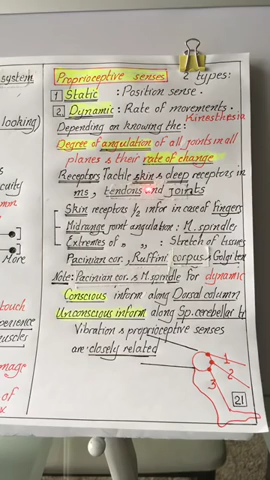 system
looking)
More
touch
Proprioceptive senses 2 types:
1 Static : Position sense.
2 Dynamic : Rate of movements.
Kinesthesia
Depending on knowing the:
Degree of angulation of all joints in all
planes & their rate of change
Receptors Tactile skin & deep receptors in
ms, tendons and joints
Skin receptors ½ infor in case of Fingers
Midrange joint angulation: M. spindles
Extremes of " " : Stretch of tissues
Pacinian cor., Ruffini corpus & Golgi ten
Note: Pacinian cor. & M. spindle for dynamic
Conscious inform along Dorsal column
Unconscious inform along Sp. cerebellar tr
Vibration & proprioceptive senses
are closely related
1
2
3
21